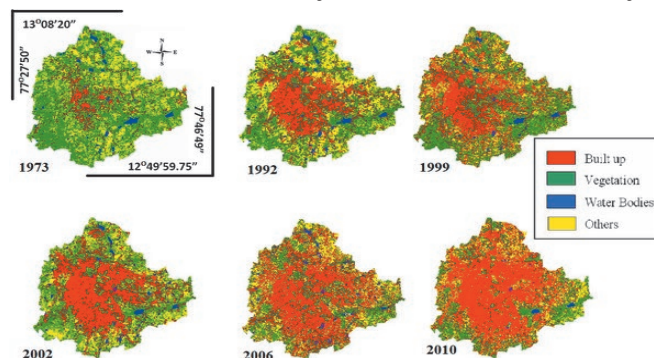 13°08'20"
77°27'50"
N
W E
S
77°46'49"
12°49'59.75"
1973
1992
1999
Built up
Vegetation
Water Bodies
Others
2002
2006
2010